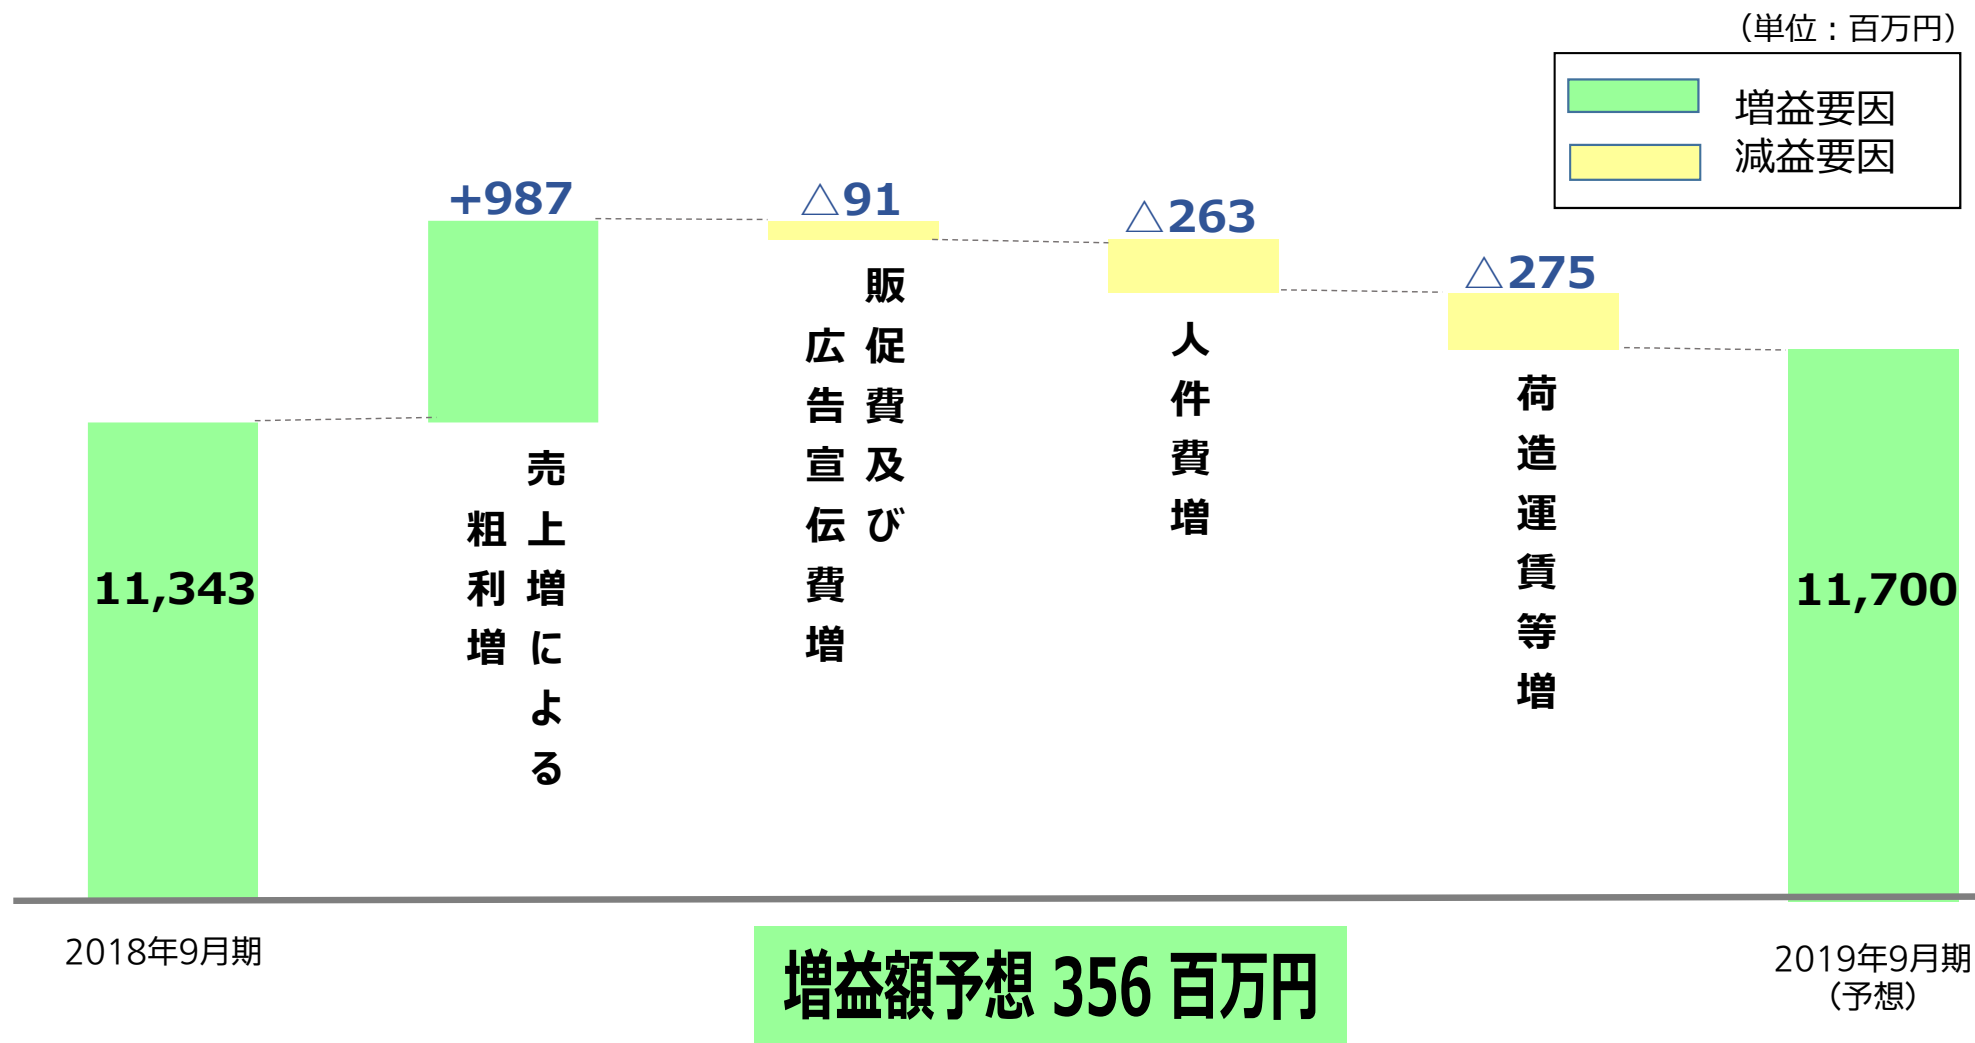 （単位：百万円）
増益要因
減益要因
+987
△91
△263
△275
11,343
売上増による
粗利増
販促費及び
広告宣伝費増
人件費増
荷造運賃等増
11,700
2018年9月期
増益額予想 356 百万円
2019年9月期
（予想）